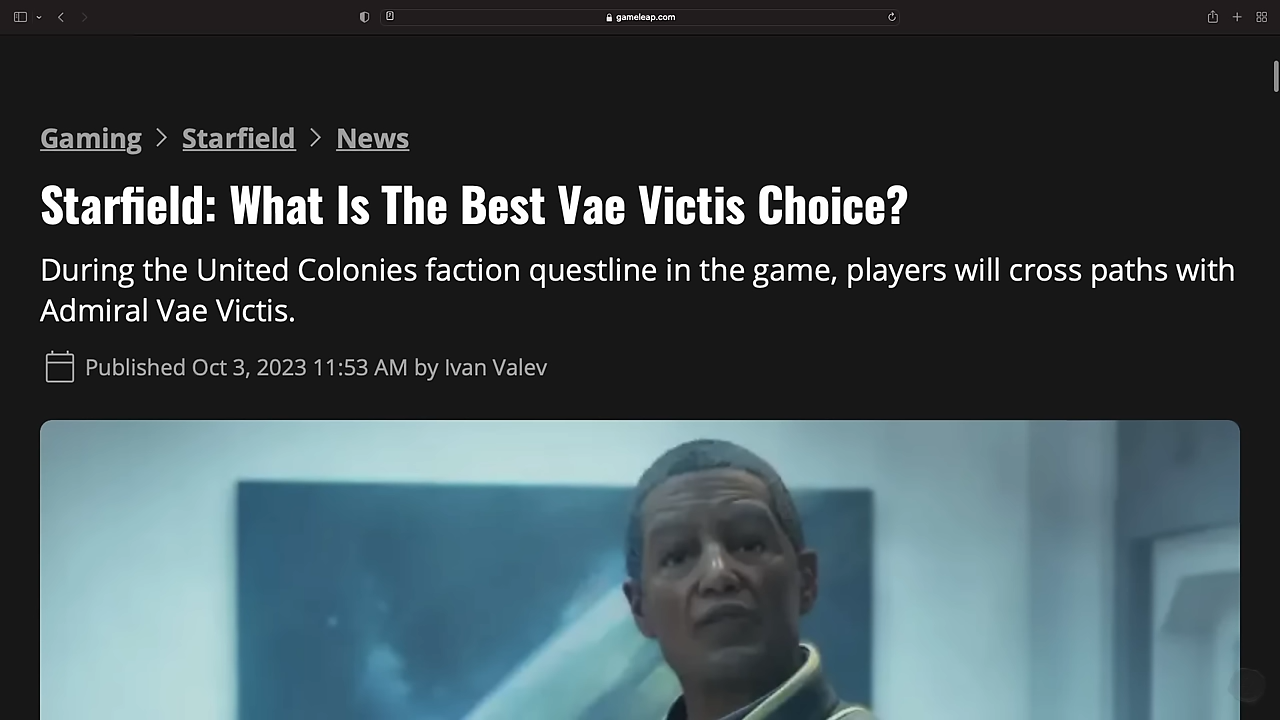 gameleap.com
Gaming > Starfield > News
Starfield: What Is The Best Vae Victis Choice?
During the United Colonies faction questline in the game, players will cross paths with
Admiral Vae Victis.
Published Oct 3, 2023 11:53 AM by Ivan Valev